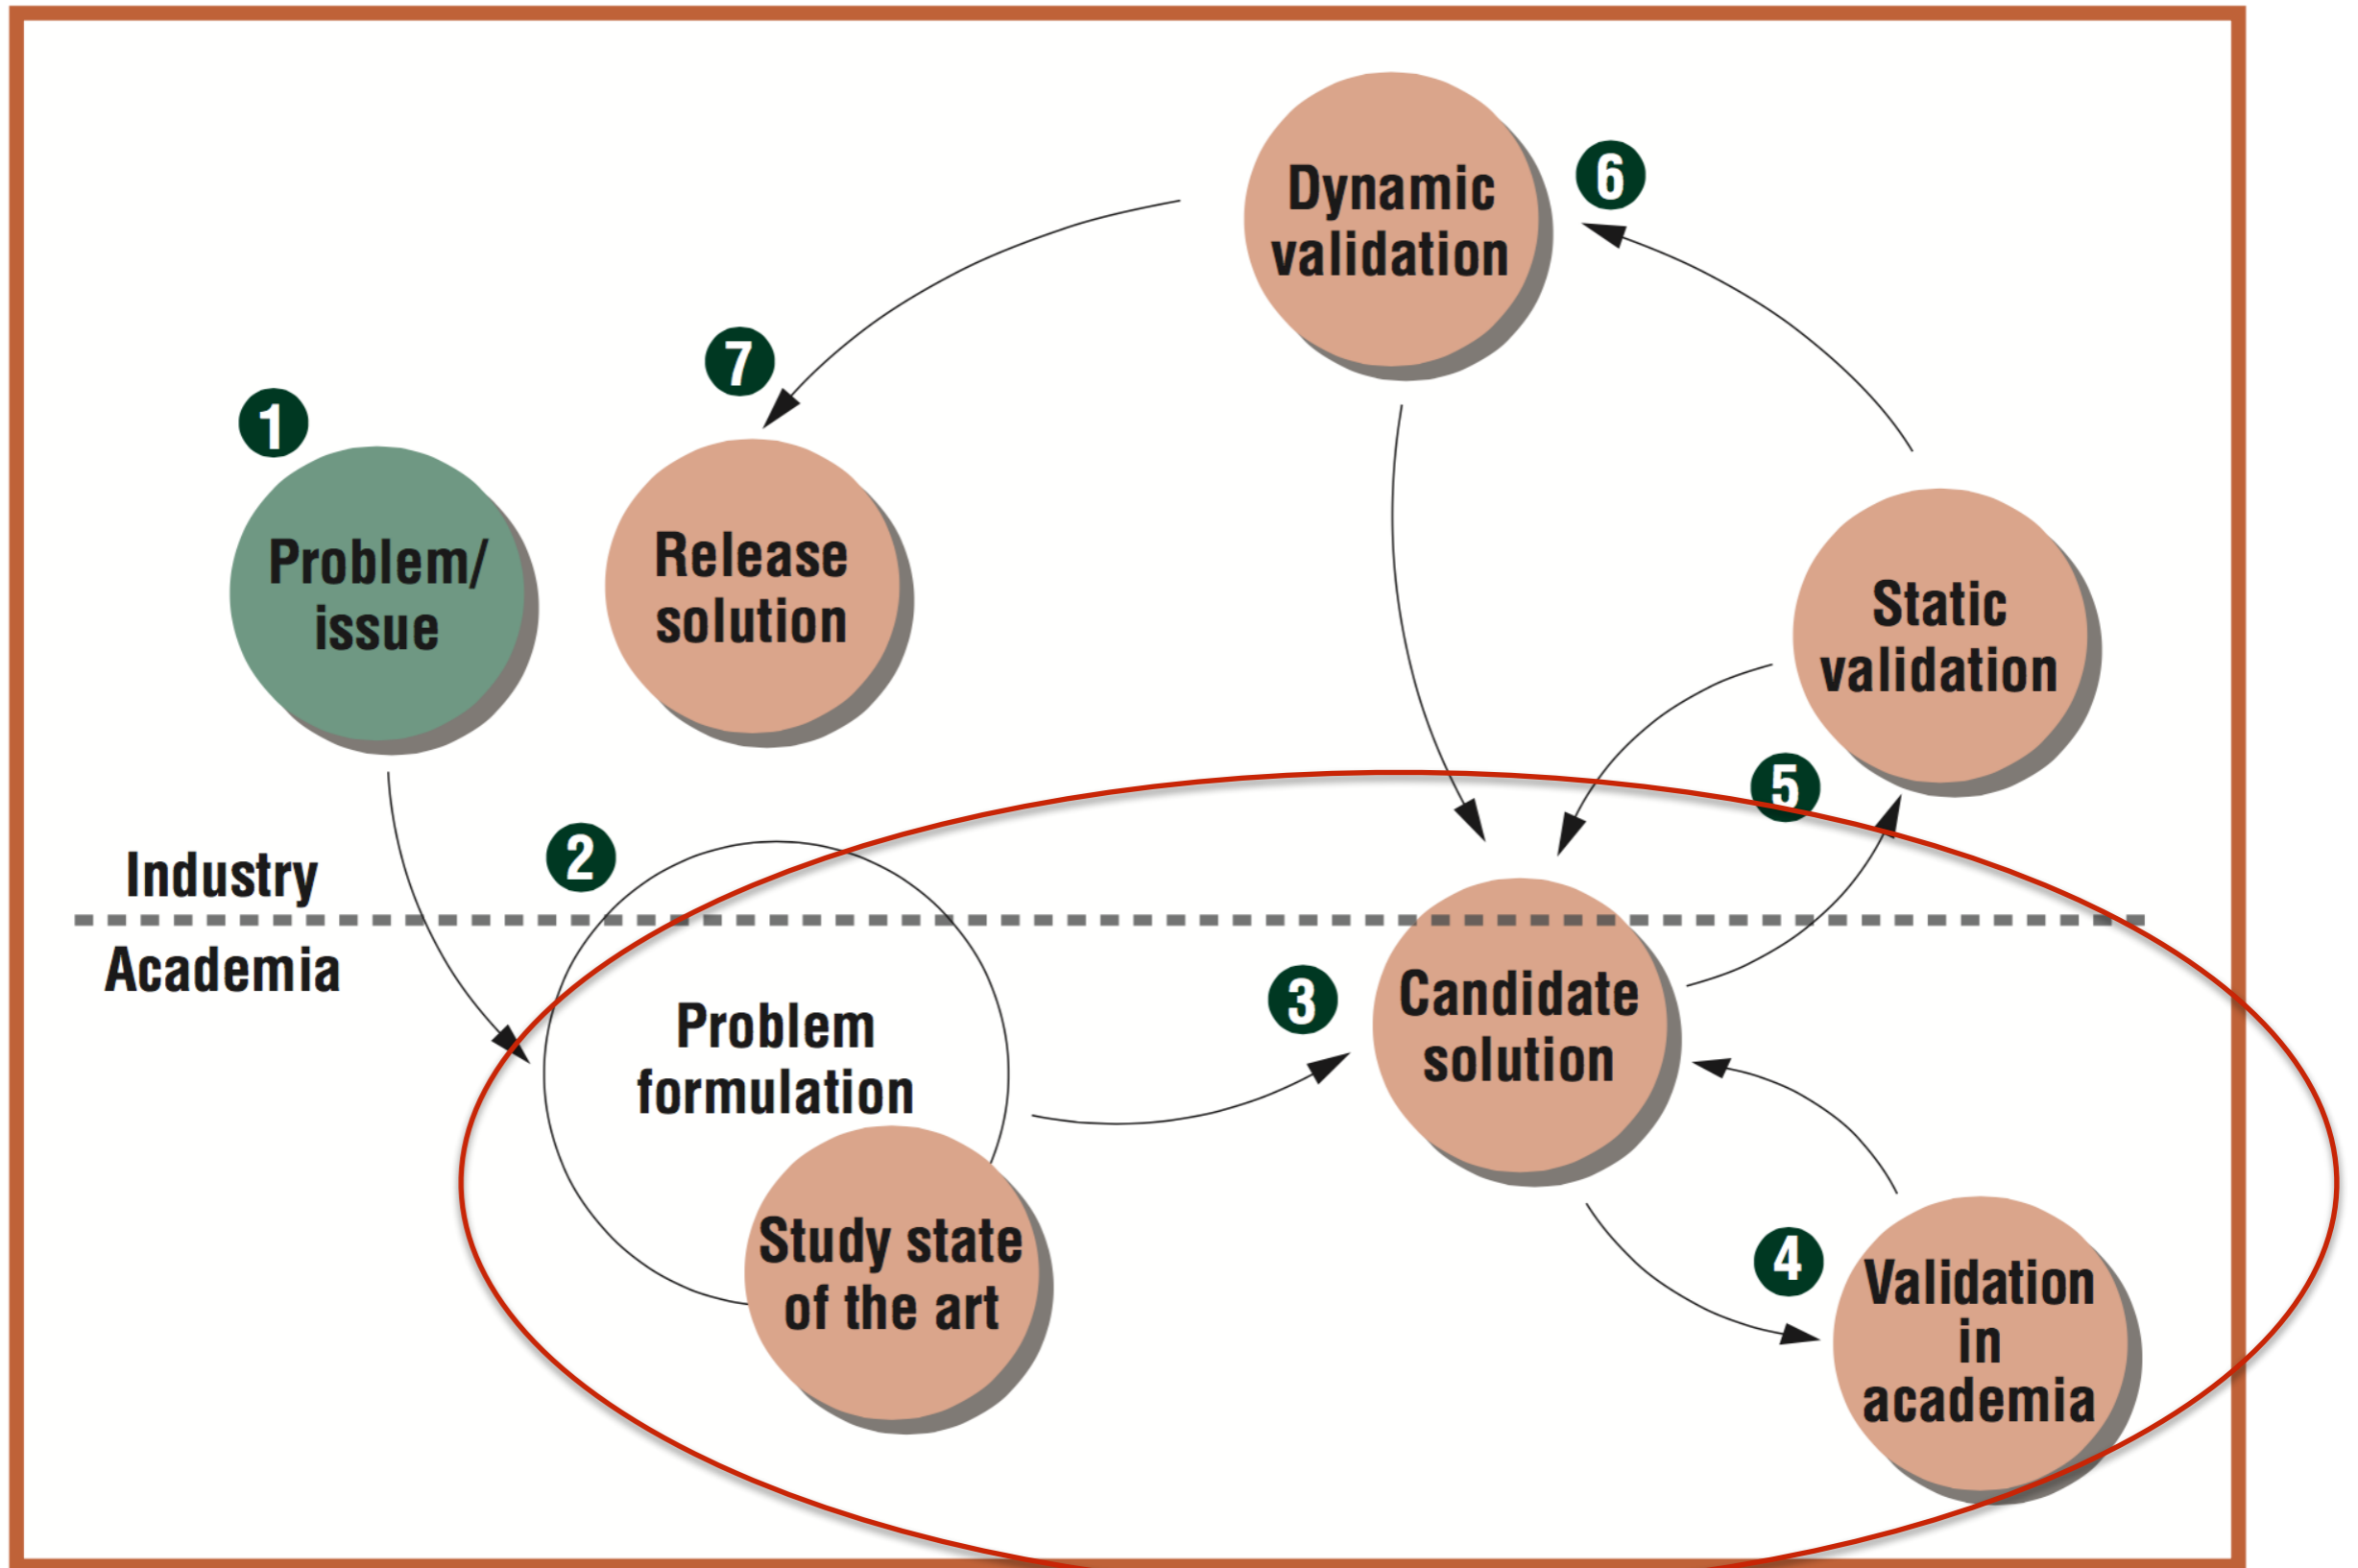 Dynamic
validation
6
7
1
Problem/
issue
Release
solution
Static
validation
5
2
Industry
Academia
3
Problem
formulation
Candidate
solution
4
Study state
of the art
Validation
in
academia